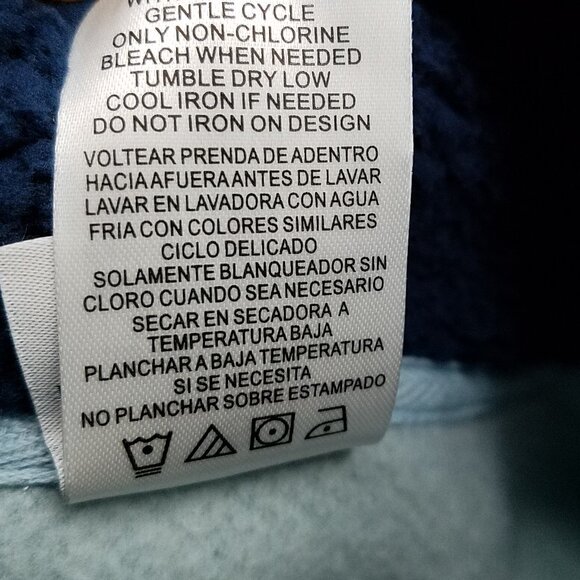 GENTLE CYCLE
ONLY NON-CHLORINE
BLEACH WHEN NEEDED
TUMBLE DRY LOW
COOL IRON IF NEEDED
DO NOT IRON ON DESIGN
VOLTEAR PRENDA DE ADENTRO
HACIA AFUERA ANTES DE LAVAR
LAVAR EN LAVADORA CON AGUA
FRIA CON COLORES SIMILARES
CICLO DELICADO
SOLAMENTE BLANQUEADOR SIN
CLORO CUANDO SEA NECESARIO
SECAR EN SECADORA A
TEMPERATURA BAJA
PLANCHAR A BAJA TEMPERATURA
SI SE NECESITA
NO PLANCHAR SOBRE ESTAMPADO